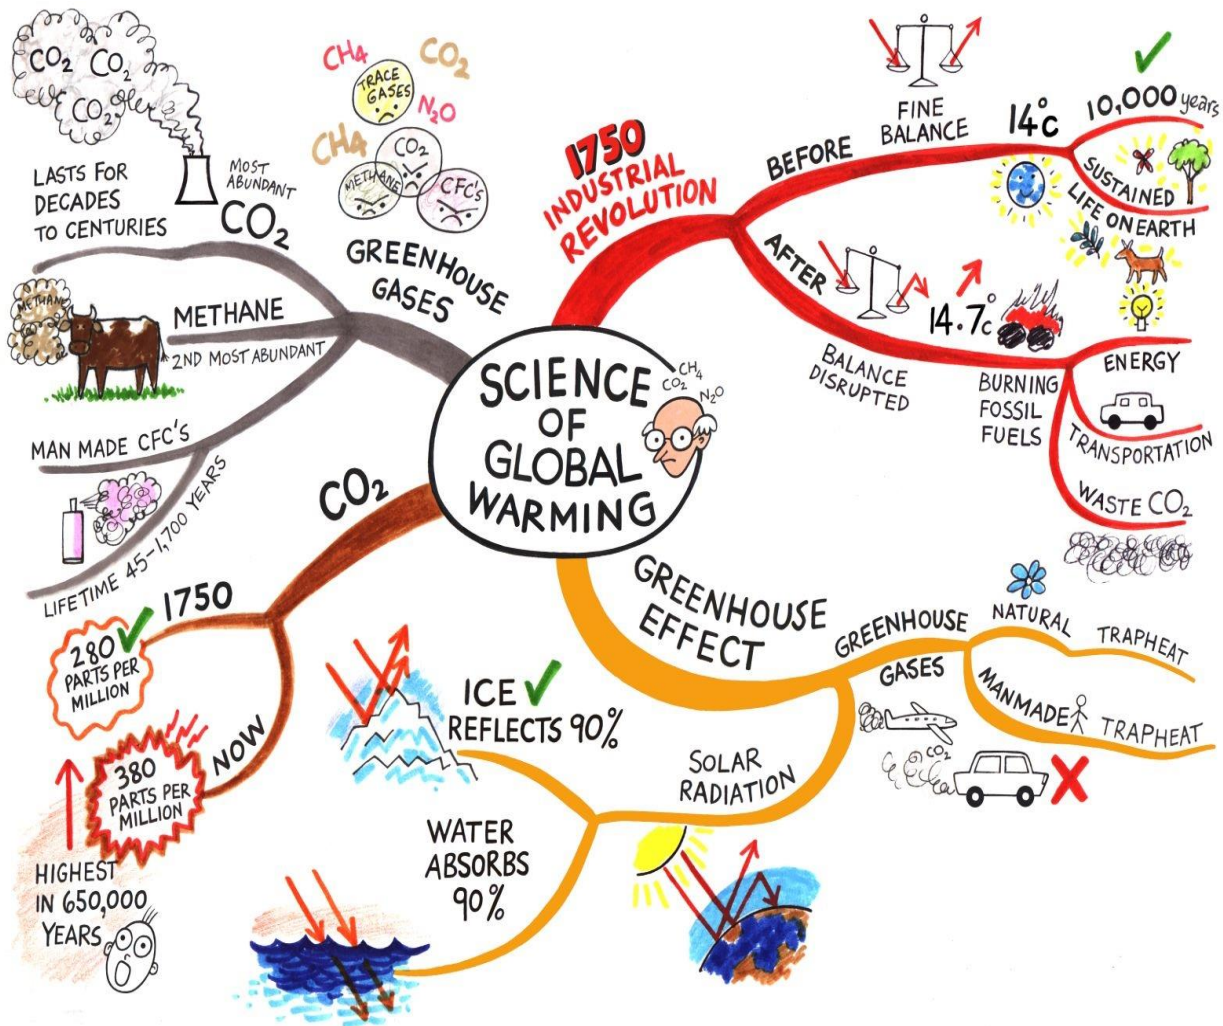 SCIENCE
OF
GLOBAL
WARMING
CO2
CH4
N2O
1750
INDUSTRIAL
REVOLUTION
BEFORE
FINE
BALANCE
14°C
10,000 years
SUSTAINED
LIFE ON EARTH
AFTER
BALANCE
DISRUPTED
14.7°C
BURNING
FOSSIL
FUELS
ENERGY
TRANSPORTATION
WASTE CO2
GREENHOUSE
EFFECT
GREENHOUSE
GASES
NATURAL
TRAPHEAT
MANMADE
TRAPHEAT
CO2
SOLAR
RADIATION
ICE
REFLECTS 90%
WATER
ABSORBS
90%
CO2
1750
280
PARTS PER
MILLION
NOW
380
PARTS PER
MILLION
HIGHEST
IN 650,000
YEARS
GREENHOUSE
GASES
CH4
CO2
TRACE
GASES
N2O
CH4
CO2
METHANE
CFC'S
CO2 CO2
CO2
MOST
ABUNDANT
CO2
LASTS FOR
DECADES
TO CENTURIES
METHANE
METHANE
2ND MOST ABUNDANT
MAN MADE CFC'S
LIFETIME 45-1,700 YEARS